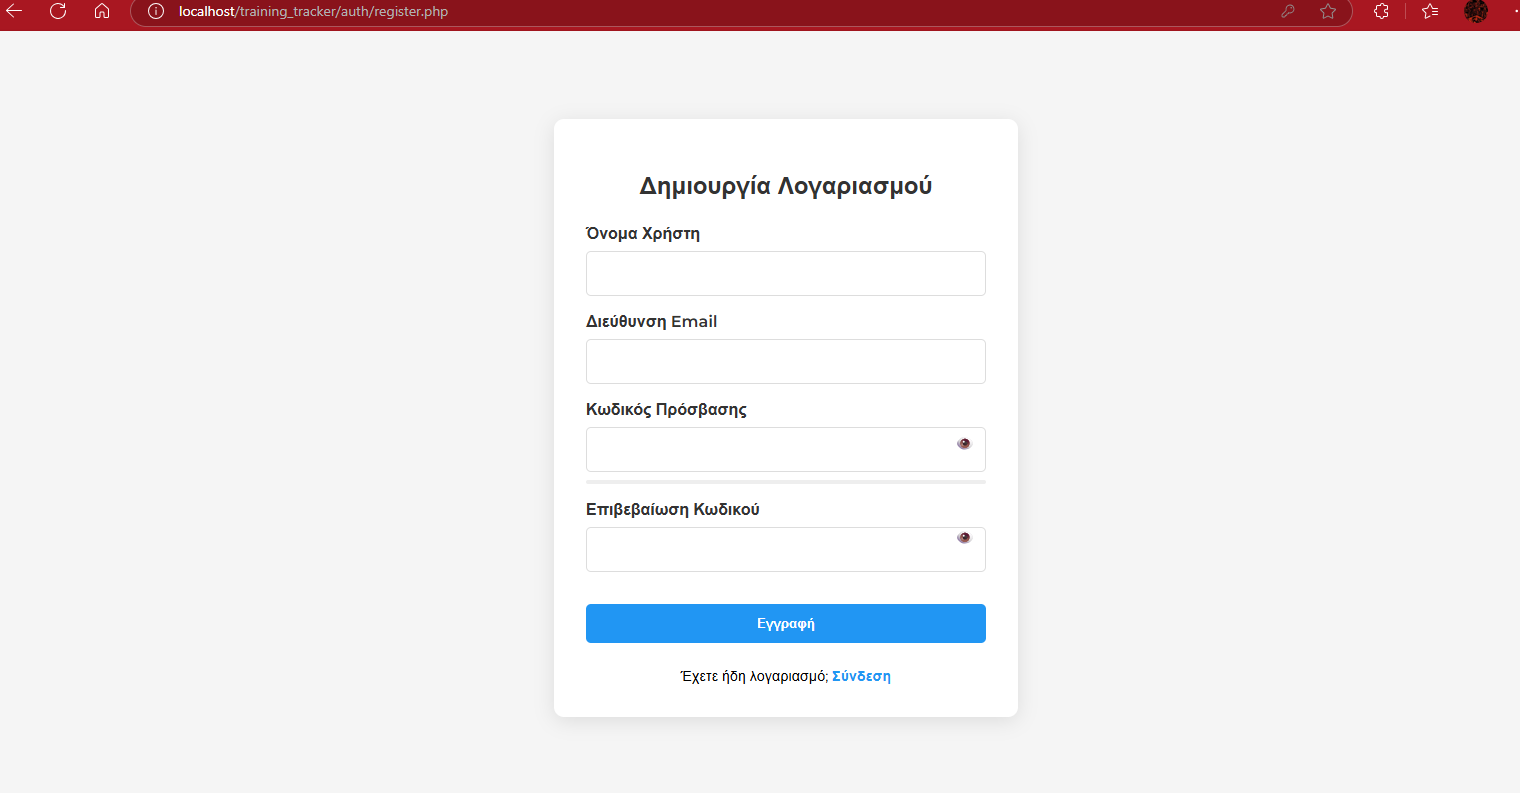 localhost/training_tracker/auth/register.php
Δημιουργία Λογαριασμού
Όνομα Χρήστη
Διεύθυνση Email
Κωδικός Πρόσβασης
Επιβεβαίωση Κωδικού
Εγγραφή
Έχετε ήδη λογαριασμό; Σύνδεση